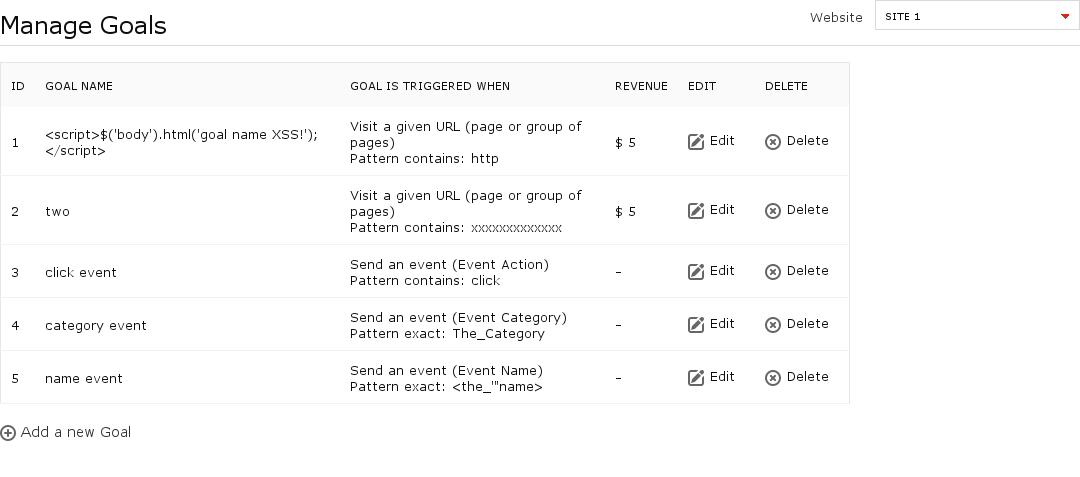 Manage Goals
Website SITE 1
ID GOAL NAME GOAL IS TRIGGERED WHEN REVENUE EDIT DELETE
1 <script>$('body').html('goal name XSS!');
</script>
Visit a given URL (page or group of
pages)
Pattern contains: http
$ 5 Edit Delete
2 two
Visit a given URL (page or group of
pages)
Pattern contains: xxxxxxxxxxxxx
$ 5 Edit Delete
3 click event
Send an event (Event Action)
Pattern contains: click
- Edit Delete
4 category event
Send an event (Event Category)
Pattern exact: The_Category
- Edit Delete
5 name event
Send an event (Event Name)
Pattern exact: <the_'"name>
- Edit Delete
Add a new Goal